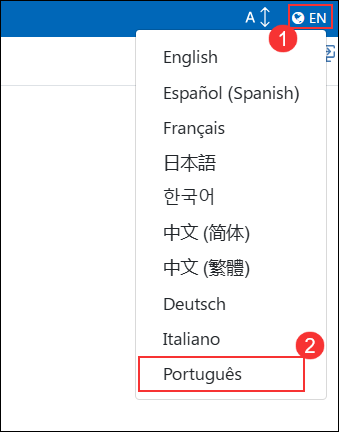 A EN
1
English
Español (Spanish)
Français
日本語
한국어
中文 (简体)
中文 (繁體)
Deutsch
Italiano
2
Português